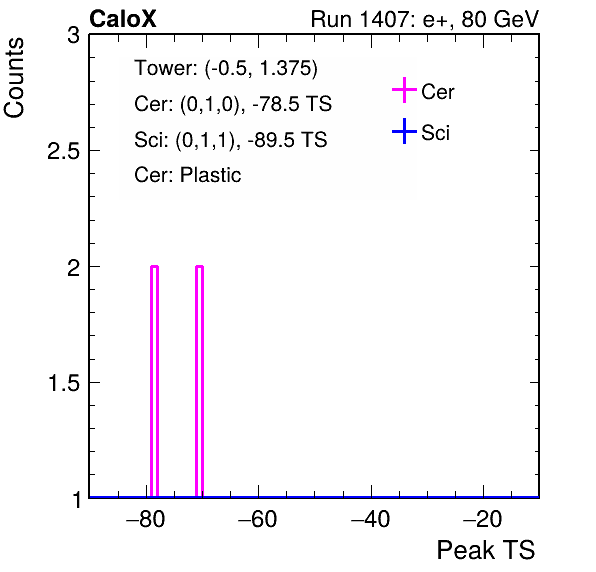 CaloX Run 1407: e+, 80 GeV
Counts
3
2.5
2
1.5
1
Tower: (-0.5, 1.375)
Cer: (0,1,0), -78.5 TS
Sci: (0,1,1), -89.5 TS
Cer: Plastic
Cer
Sci
−80 −60 −40 −20
Peak TS